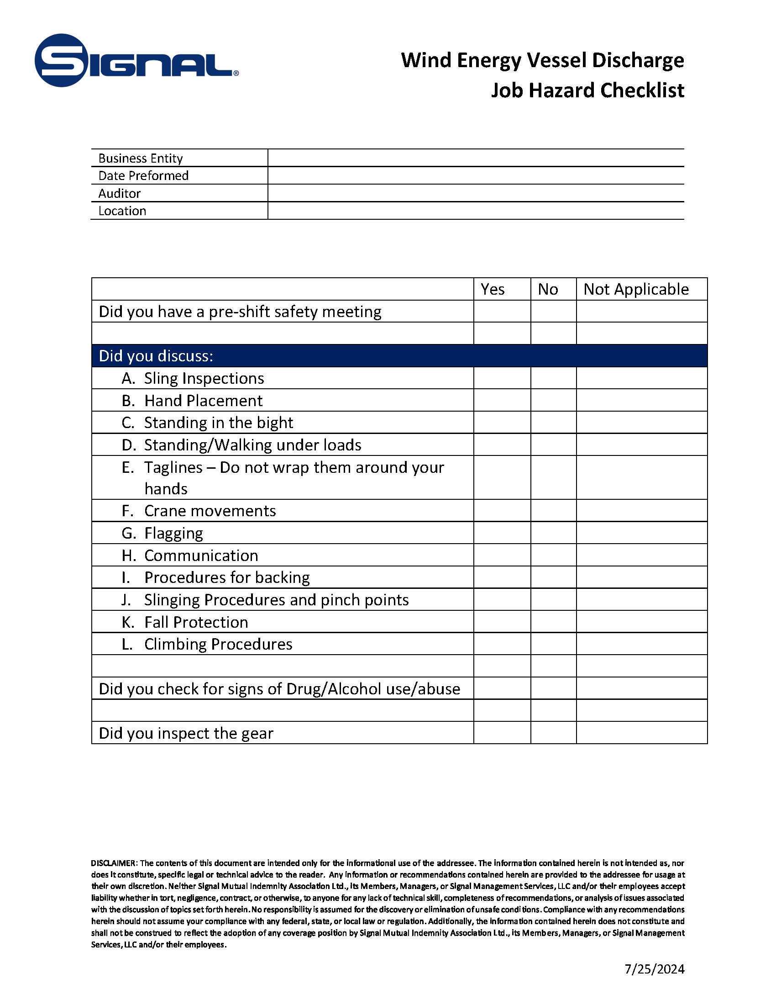 SIGNAL®
Wind Energy Vessel Discharge
Job Hazard Checklist
Business Entity
Date Preformed
Auditor
Location
Yes No Not Applicable
Did you have a pre-shift safety meeting
Did you discuss:
A. Sling Inspections
B. Hand Placement
C. Standing in the bight
D. Standing/Walking under loads
E. Taglines – Do not wrap them around your
hands
F. Crane movements
G. Flagging
H. Communication
I. Procedures for backing
J. Slinging Procedures and pinch points
K. Fall Protection
L. Climbing Procedures
Did you check for signs of Drug/Alcohol use/abuse
Did you inspect the gear
DISCLAIMER: The contents of this document are intended only for the informational use of the addressee. The information contained herein is not intended as, nor
does it constitute, specific legal or technical advice to the reader. Any information or recommendations contained herein are provided to the addressee for usage at
their own discretion. Neither Signal Mutual Indemnity Association Ltd., its Members, Managers, or Signal Management Services, LLC and/or their employees accept
liability whether in tort, negligence, contract, or otherwise, to anyone for any lack of technical skill, completeness of recommendations, or analysis of issues associated
with the discussion of topics set forth herein. No responsibility is assumed for the discovery or elimination of unsafe conditions. Compliance with any recommendations
herein should not assume your compliance with any federal, state, or local law or regulation. Additionally, the information contained herein does not constitute and
shall not be construed to reflect the adoption of any coverage position by Signal Mutual Indemnity Association Ltd., its Members, Managers, or Signal Management
Services, LLC and/or their employees.
7/25/2024